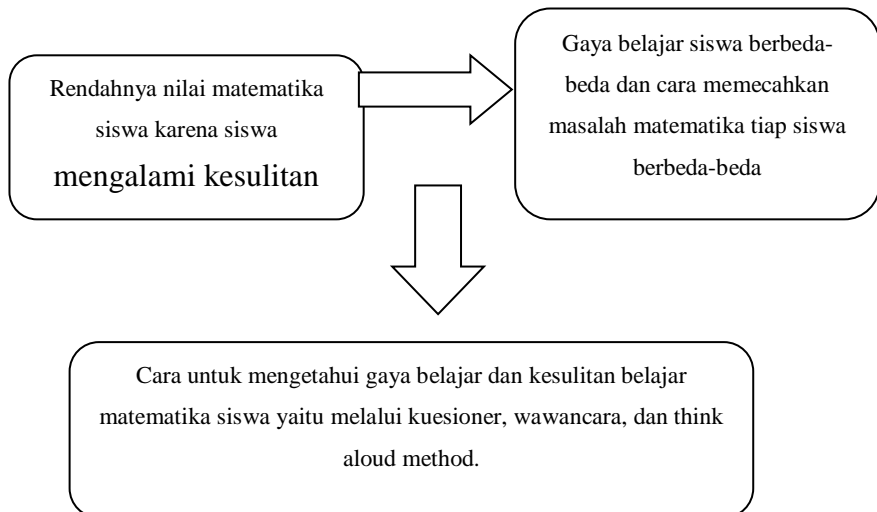 Rendahnya nilai matematika
siswa karena siswa
mengalami kesulitan
Gaya belajar siswa berbeda-
beda dan cara memecahkan
masalah matematika tiap siswa
berbeda-beda
Cara untuk mengetahui gaya belajar dan kesulitan belajar
matematika siswa yaitu melalui kuesioner, wawancara, dan think
aloud method.